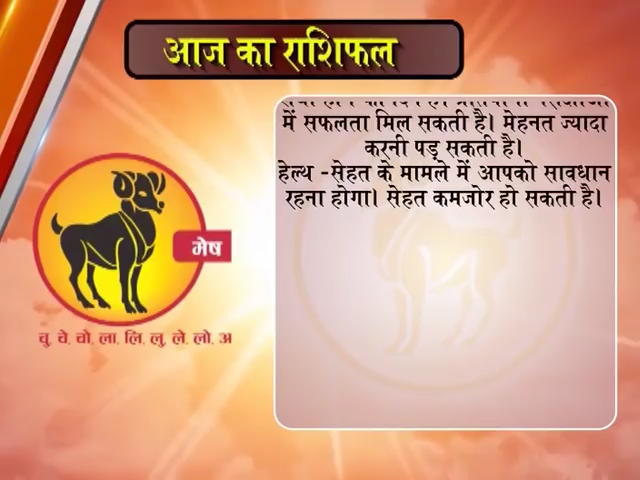 आज का राशिफल
में सफलता मिल सकती है। मेहनत ज्यादा
करनी पड़ सकती है।
हेल्थ -सेहत के मामले में आपको सावधान
रहना होगा। सेहत कमजोर हो सकती है।
मेष
चु, चे, चो, ला, लि, लु, ले, लो, अ